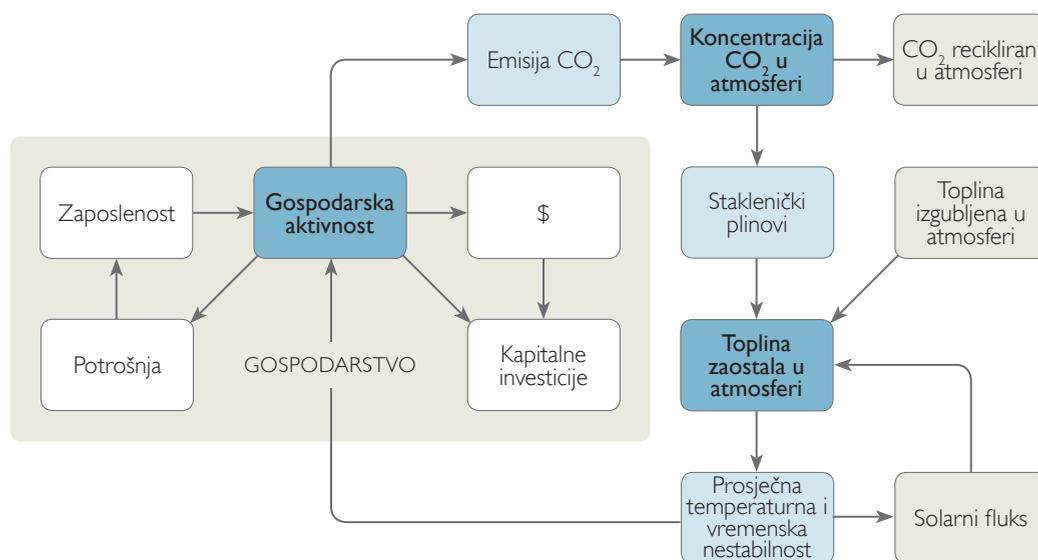 Emisija CO₂
Koncentracija
CO₂ u
atmosferi
CO₂ recikliran
u atmosferi
Zaposlenost
Gospodarska
aktivnost
$
Staklenički
plinovi
Toplina
izgubljena u
atmosferi
Potrošnja
GOSPODARSTVO
Kapitalne
investicije
Toplina
zaostala u
atmosferi
Prosječna
temperaturna i
vremenska
nestabilnost
Solarni fluks